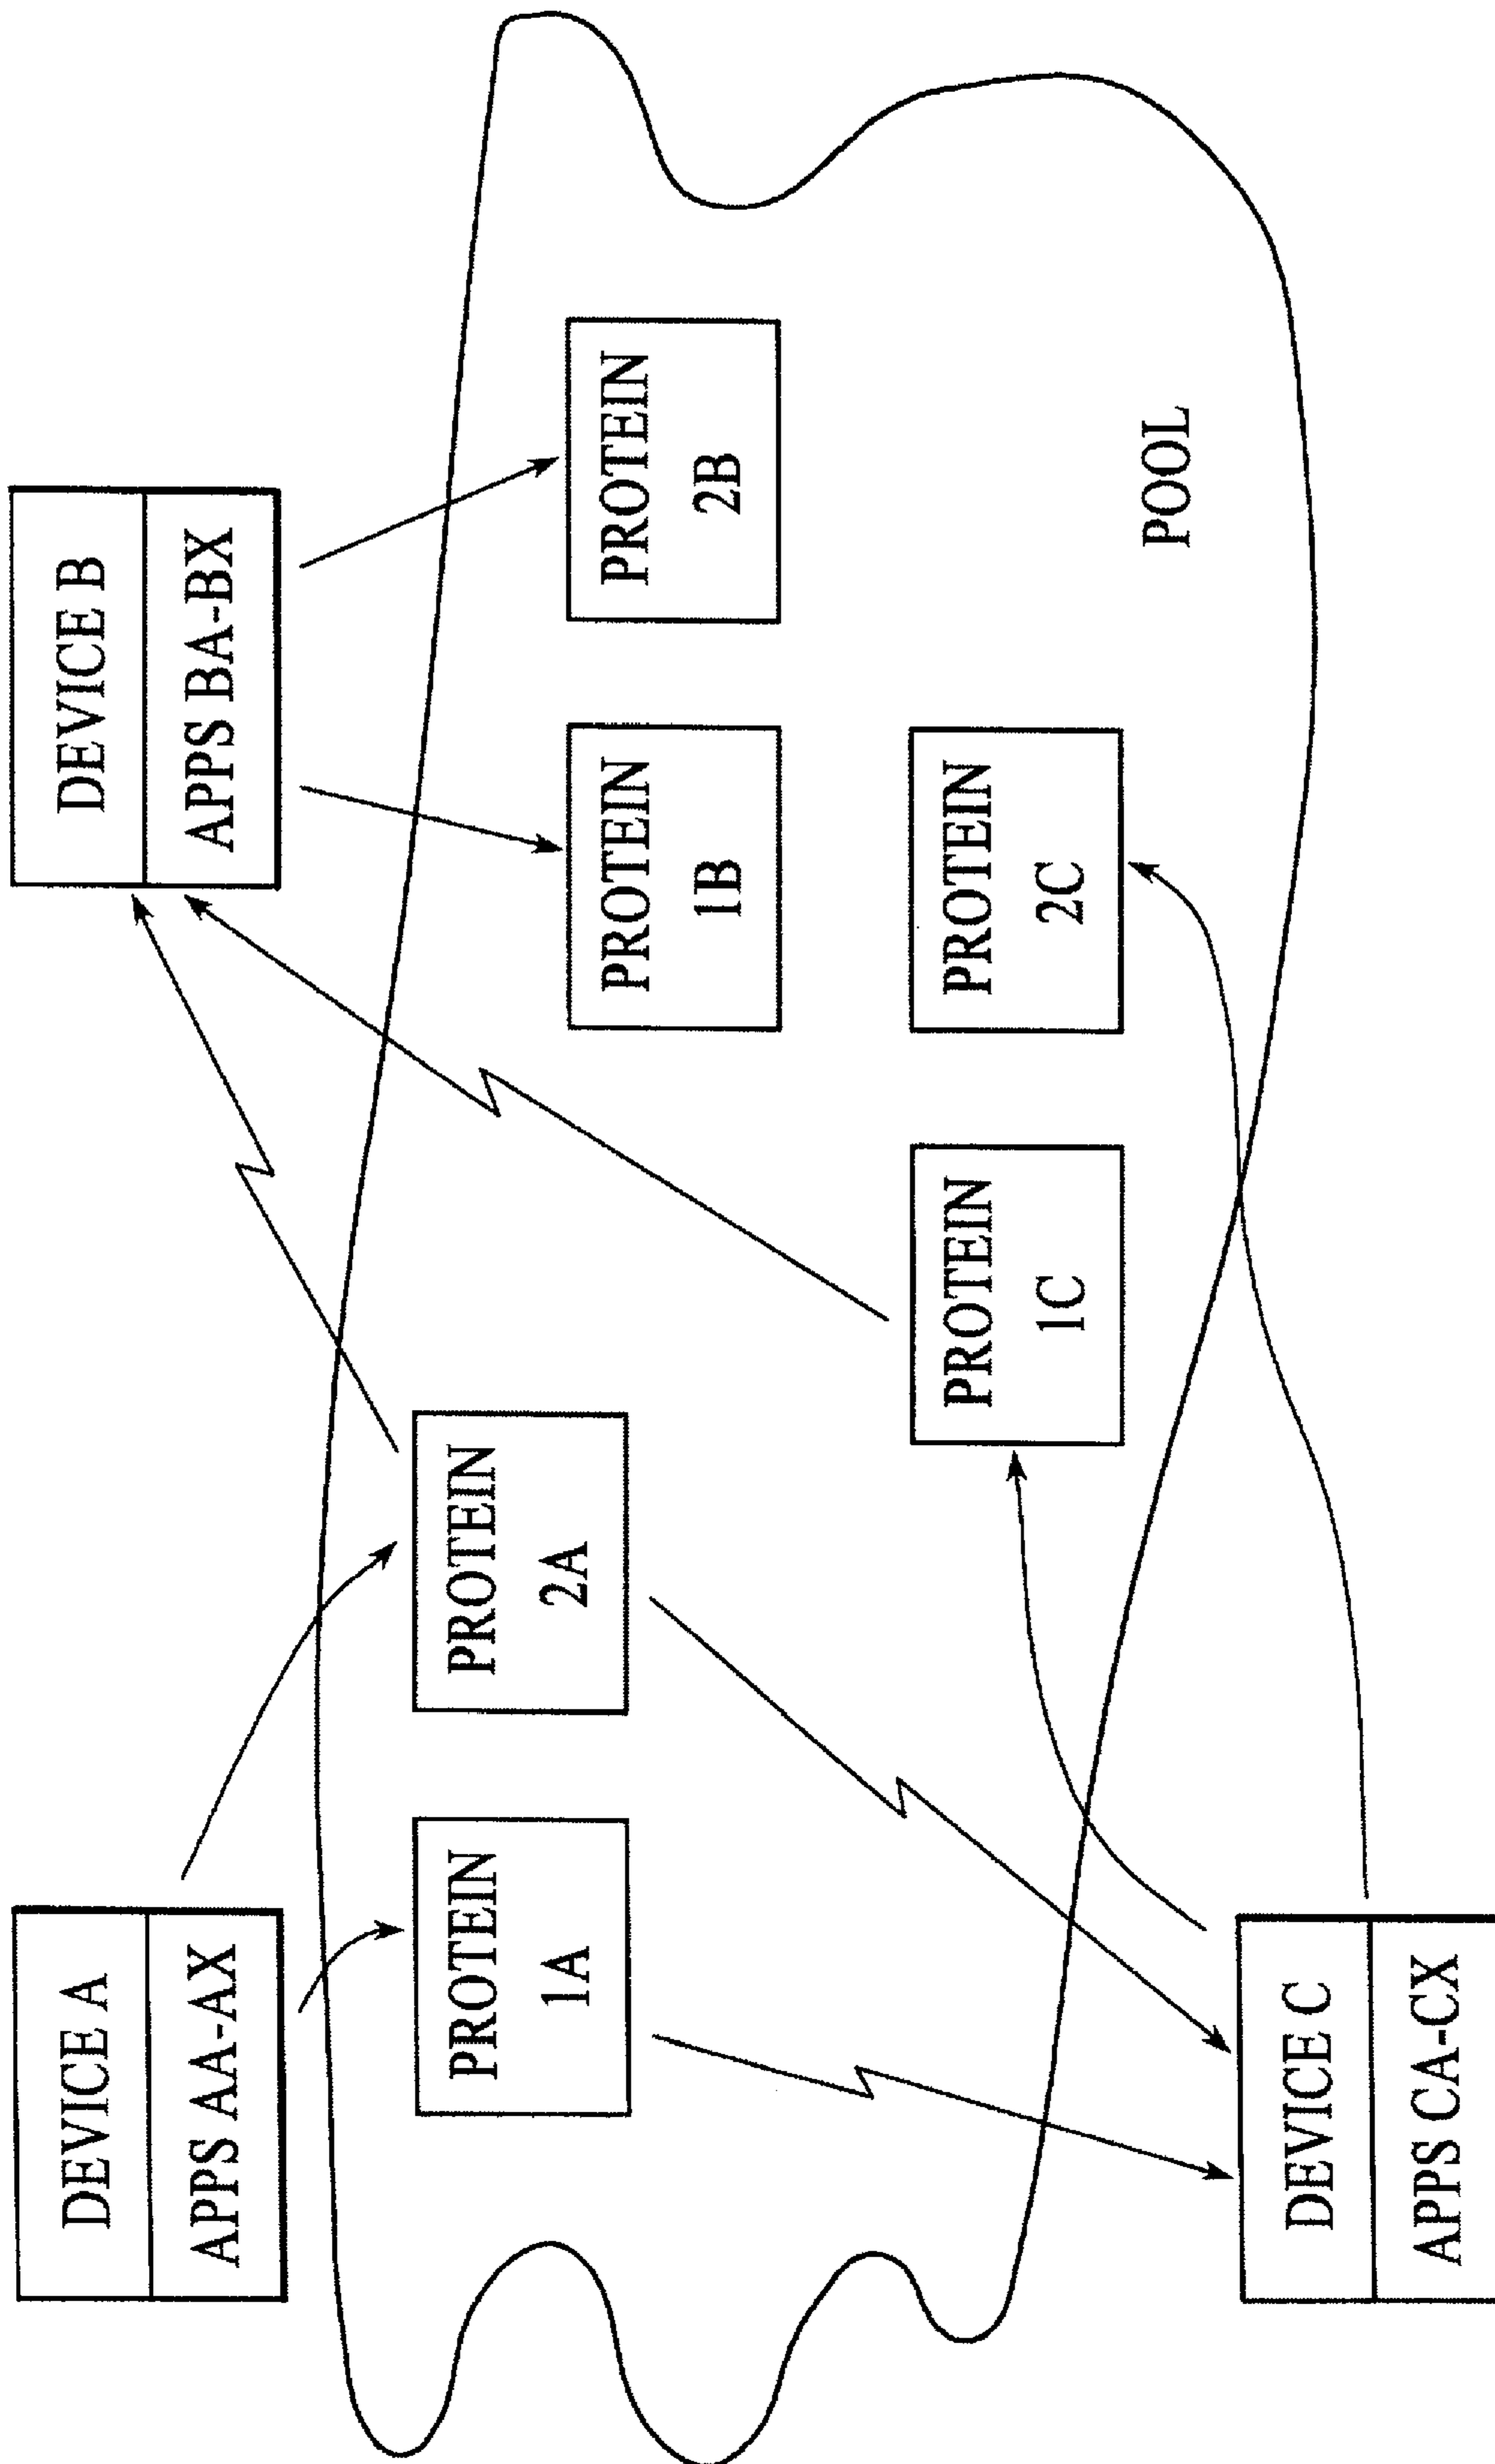 DEVICE A
APPS AA-AX
DEVICE B
APPS BA-BX
PROTEIN
1A
PROTEIN
2A
PROTEIN
1B
PROTEIN
2B
PROTEIN
1C
PROTEIN
2C
POOL
DEVICE C
APPS CA-CX